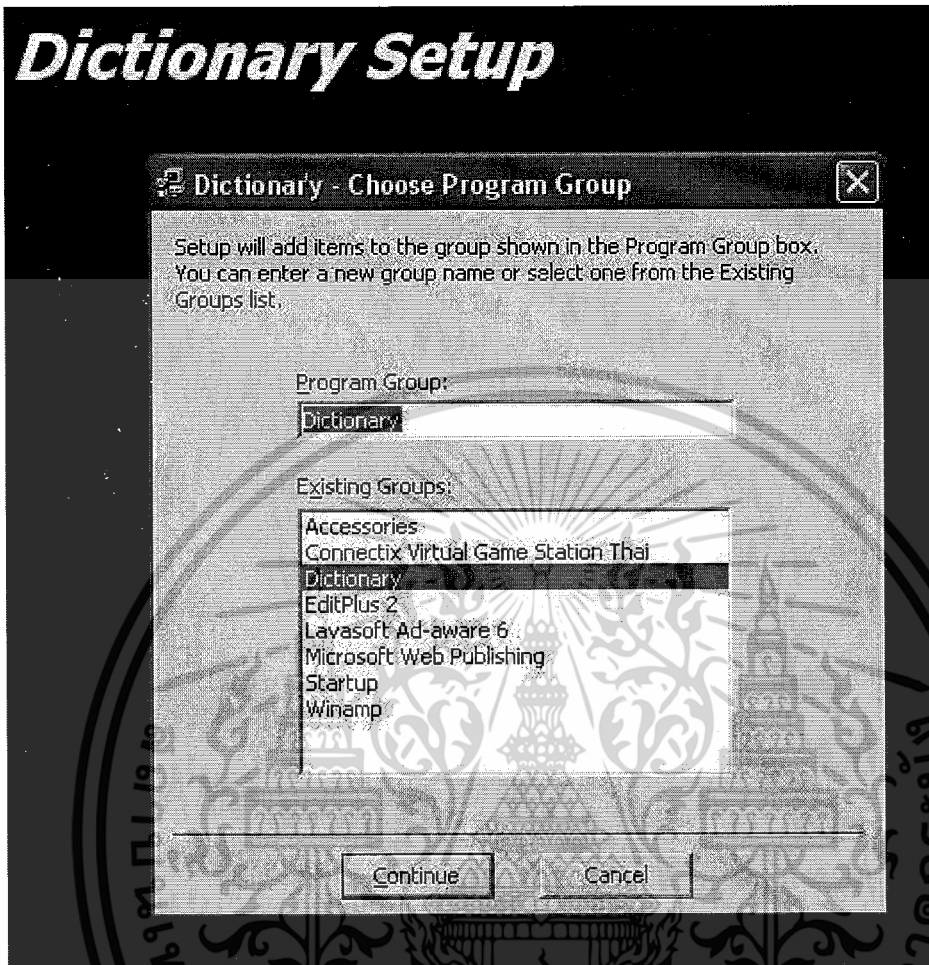 Dictionary Setup
Dictionary - Choose Program Group
Setup will add items to the group shown in the Program Group box.
You can enter a new group name or select one from the Existing
Groups list.
Program Group:
Dictionary
Existing Groups:
Accessories
Connectix Virtual Game Station Thai
Dictionary
EditPlus 2
Lavasoft Ad-aware 6
Microsoft Web Publishing
Startup
Winamp
Continue
Cancel